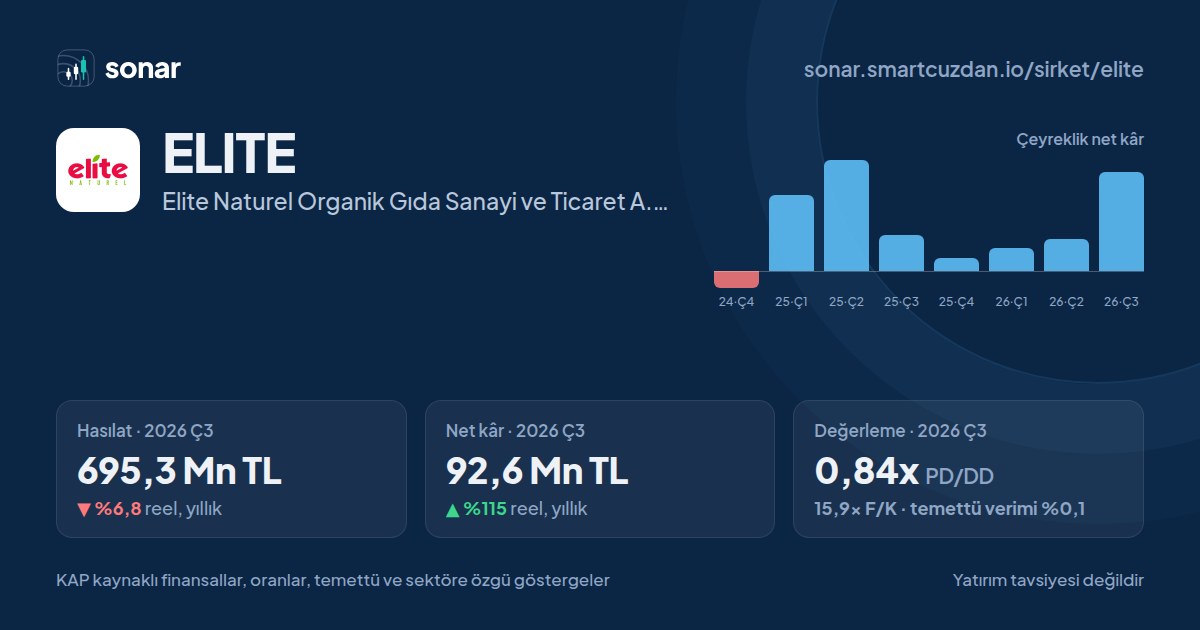 sonar
sonar.smartcuzdan.io/sirket/elite
elite
NATUREL
ELITE
Elite Naturel Organik Gıda Sanayi ve Ticaret A.…
Çeyreklik net kâr
24·Ç4 25·Ç1 25·Ç2 25·Ç3 25·Ç4 26·Ç1 26·Ç2 26·Ç3
Hasılat · 2026 Ç3
695,3 Mn TL
▼ %6,8 reel, yıllık
Net kâr · 2026 Ç3
92,6 Mn TL
▲ %115 reel, yıllık
Değerleme · 2026 Ç3
0,84x PD/DD
15,9× F/K · temettü verimi %0,1
KAP kaynaklı finansallar, oranlar, temettü ve sektöre özgü göstergeler
Yatırım tavsiyesi değildir